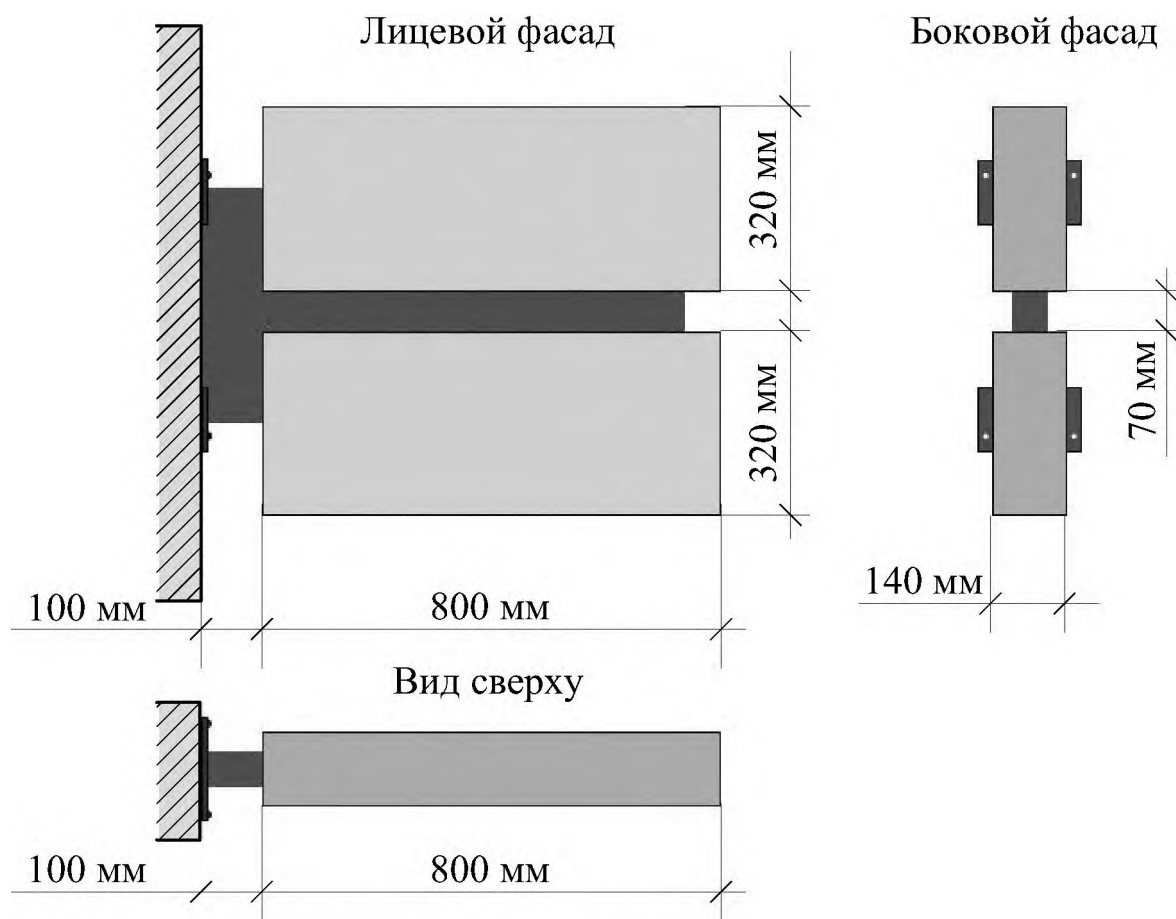 Лицевой фасад
Боковой фасад
320 мм
320 мм
70 мм
100 мм
800 мм
140 мм
Вид сверху
100 мм
800 мм